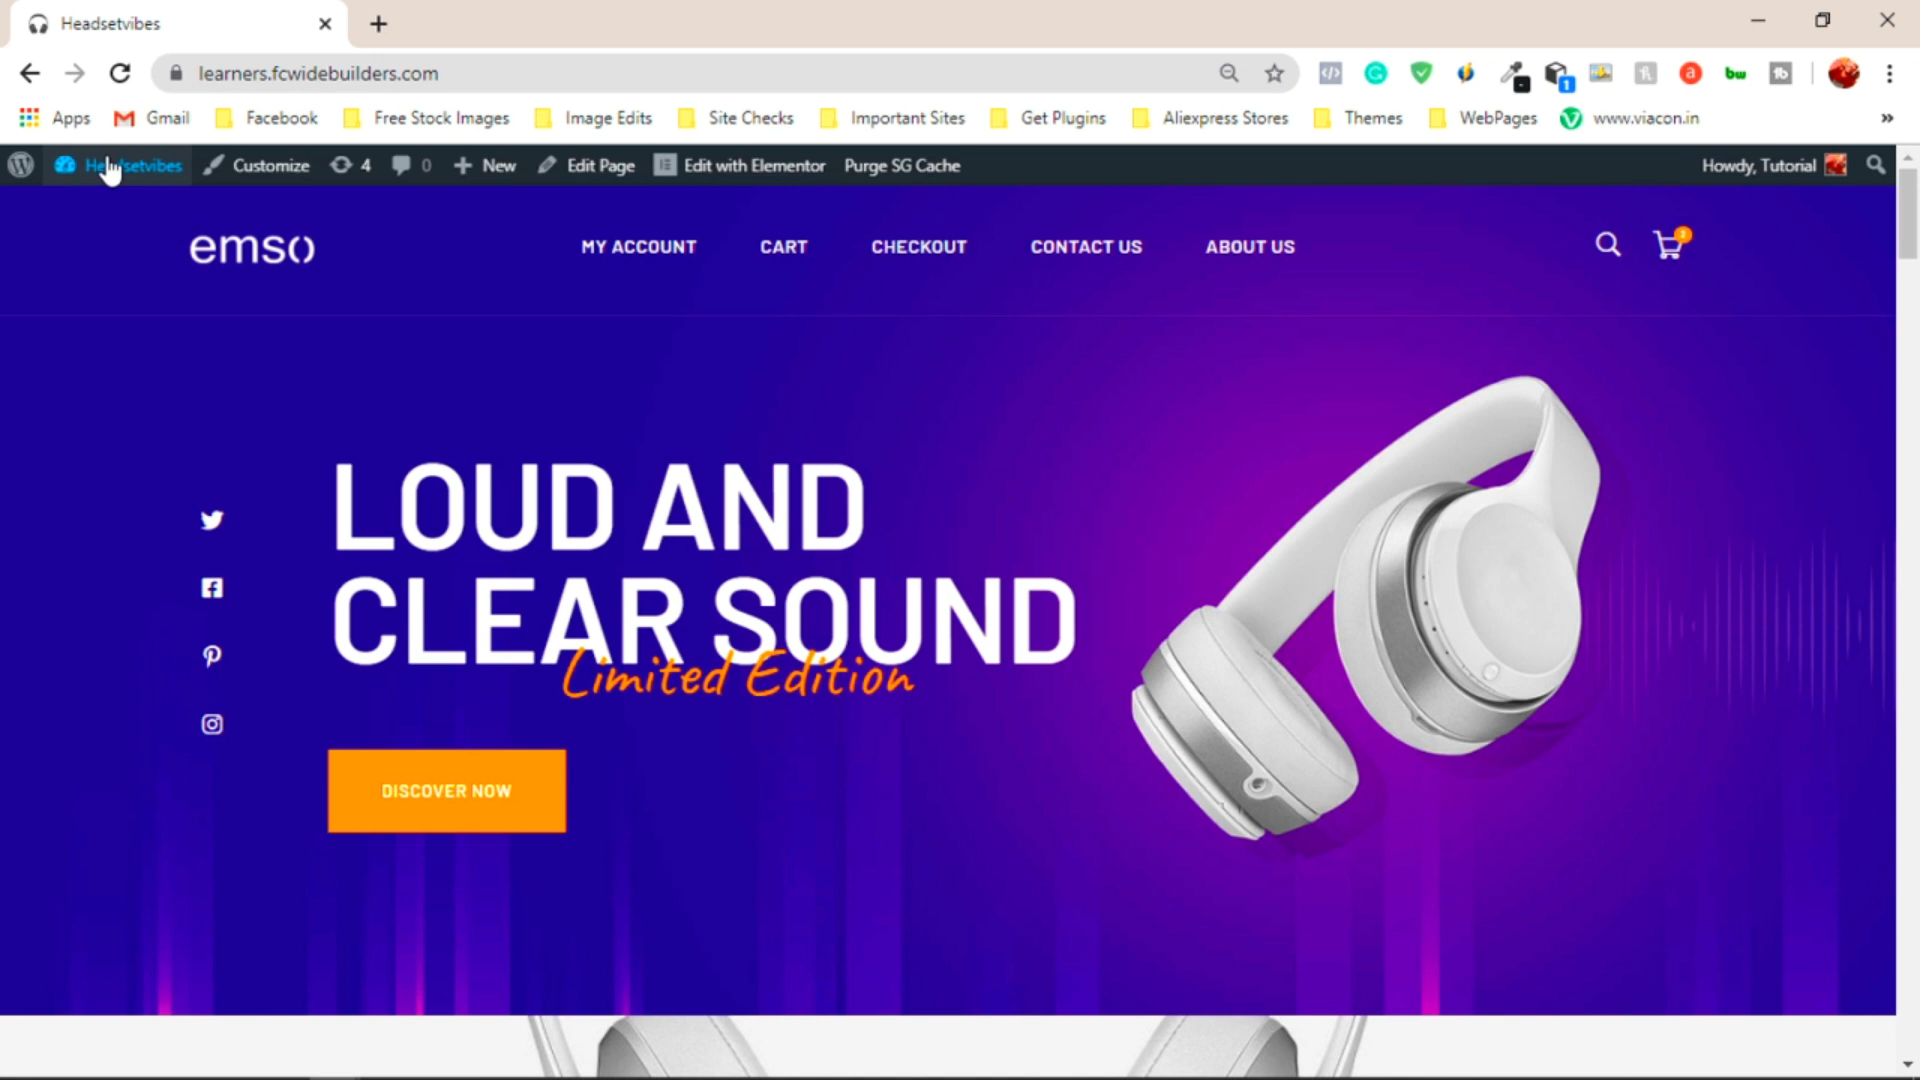 Headsetvibes
learners.fcwidebuilders.com
Apps Gmail Facebook Free Stock Images Image Edits Site Checks Important Sites Get Plugins Aliexpress Stores Themes WebPages www.viacon.in »
Headsetvibes Customize 4 0 New Edit Page Edit with Elementor Purge SG Cache Howdy, Tutorial
emso MY ACCOUNT CART CHECKOUT CONTACT US ABOUT US 2
LOUD AND
CLEAR SOUND
Limited Edition
DISCOVER NOW